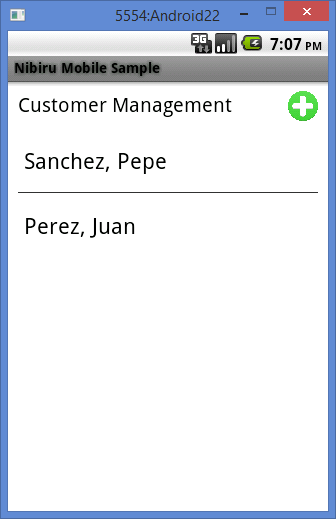 5554:Android22
3G 7:07 PM
Nibiru Mobile Sample
Customer Management
Sanchez, Pepe
Perez, Juan